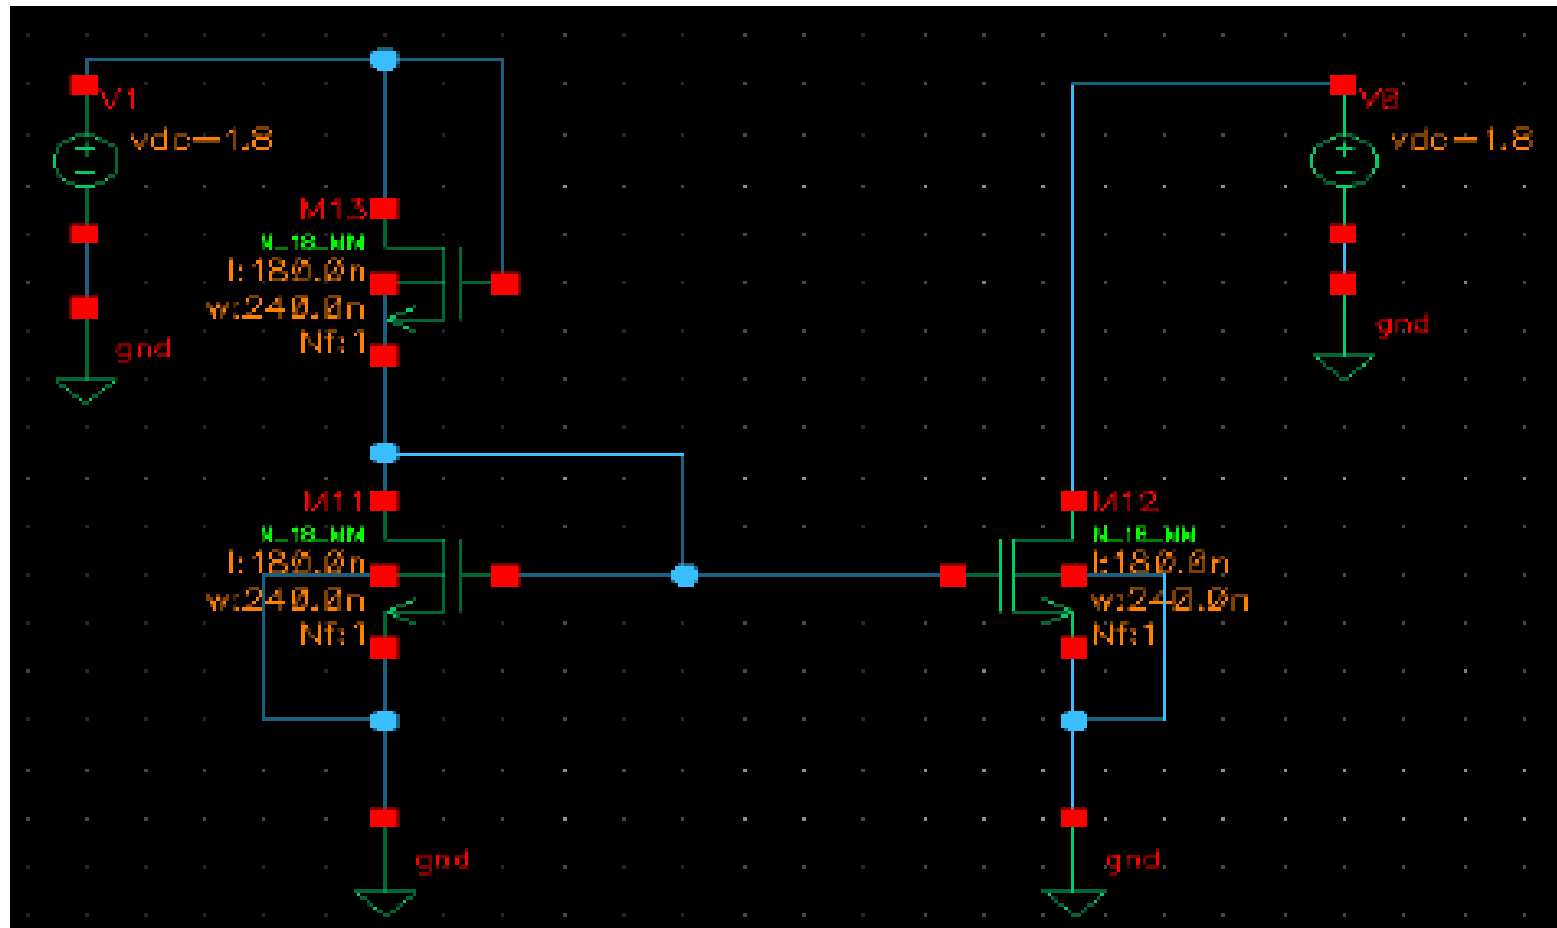 V1
vdc=1.8
gnd
M13
N_18_MM
l:180.0n
w:240.0n
Nf:1
M11
N_18_MM
l:180.0n
w:240.0n
Nf:1
gnd
M12
N_18_MM
l:180.0n
w:240.0n
Nf:1
gnd
V0
vdc=1.8
gnd